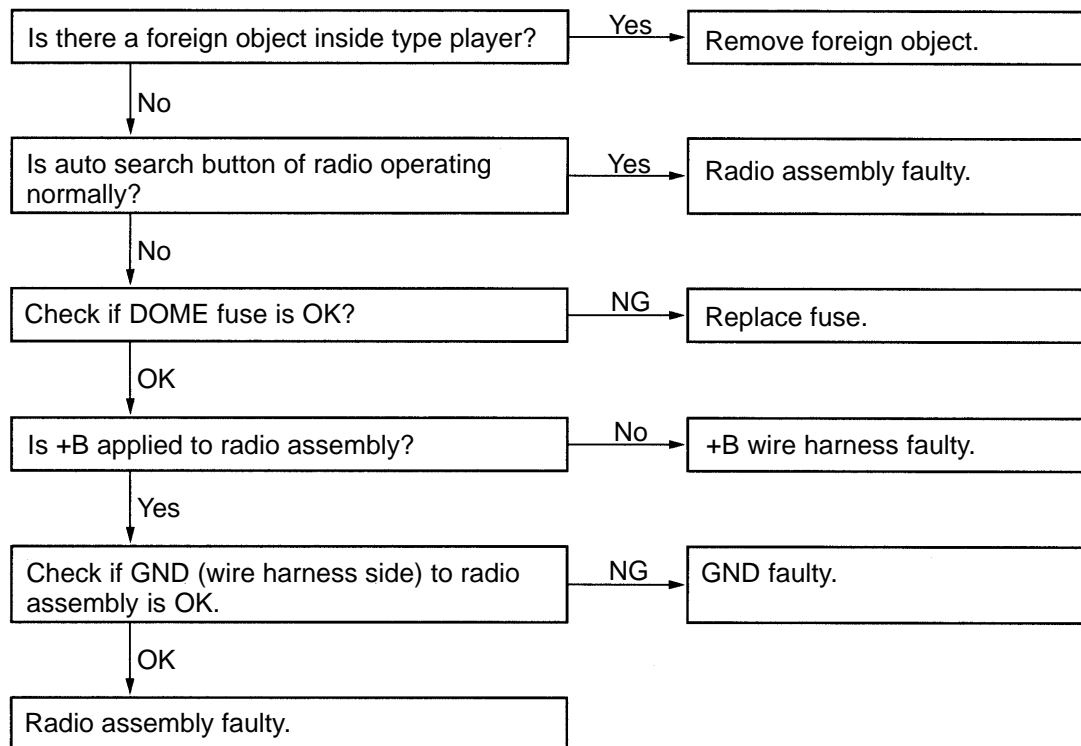 Is there a foreign object inside type player?
Yes
Remove foreign object.
No
Is auto search button of radio operating
normally?
Yes
Radio assembly faulty.
No
Check if DOME fuse is OK?
NG
Replace fuse.
OK
Is +B applied to radio assembly?
No
+B wire harness faulty.
Yes
Check if GND (wire harness side) to radio
assembly is OK.
NG
GND faulty.
OK
Radio assembly faulty.